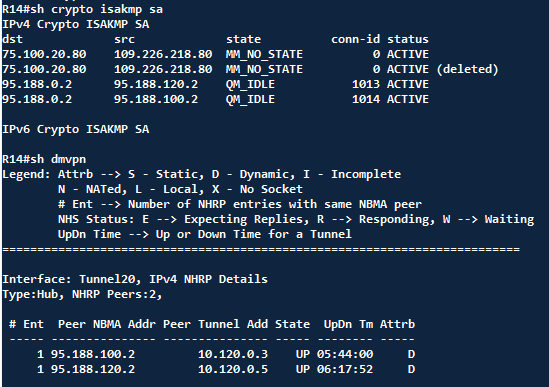 R14#sh crypto isakmp sa
IPv4 Crypto ISAKMP SA
dst             src             state          conn-id status
75.100.20.80    109.226.218.80  MM_NO_STATE          0 ACTIVE
75.100.20.80    109.226.218.80  MM_NO_STATE          0 ACTIVE (deleted)
95.188.0.2      95.188.120.2    QM_IDLE           1013 ACTIVE
95.188.0.2      95.188.100.2    QM_IDLE           1014 ACTIVE
IPv6 Crypto ISAKMP SA
R14#sh dmvpn
Legend: Attrb --> S - Static, D - Dynamic, I - Incomplete
N - NATed, L - Local, X - No Socket
# Ent --> Number of NHRP entries with same NBMA peer
NHS Status: E --> Expecting Replies, R --> Responding, W --> Waiting
UpDn Time --> Up or Down Time for a Tunnel
==========================================================================
Interface: Tunnel20, IPv4 NHRP Details
Type:Hub, NHRP Peers:2,
# Ent  Peer NBMA Addr Peer Tunnel Add State  UpDn Tm Attrb
----- --------------- --------------- ----- -------- -----
1 95.188.100.2         10.120.0.3    UP 05:44:00     D
1 95.188.120.2         10.120.0.5    UP 06:17:52     D